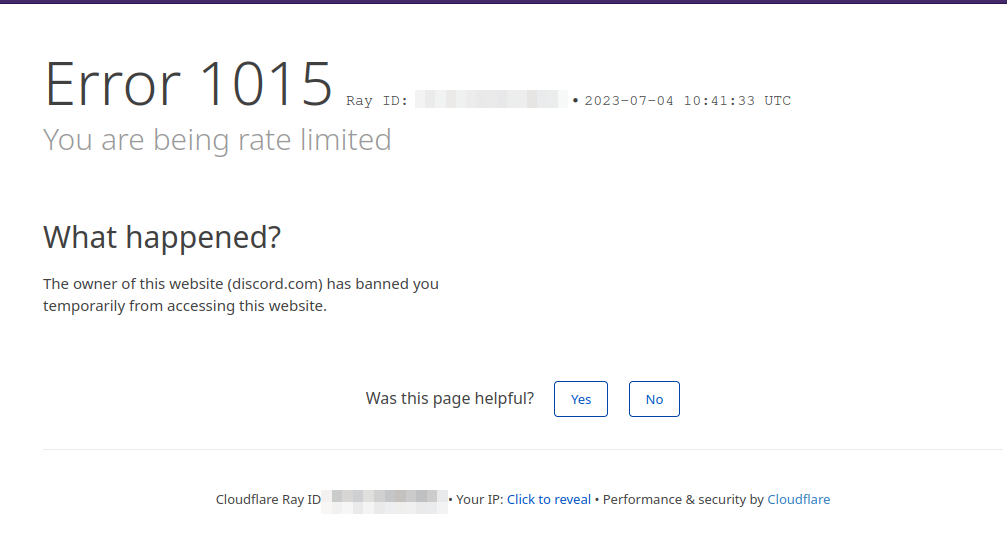 Error 1015 Ray ID: • 2023-07-04 10:41:33 UTC
You are being rate limited
What happened?
The owner of this website (discord.com) has banned you
temporarily from accessing this website.
Was this page helpful? Yes No
Cloudflare Ray ID • Your IP: Click to reveal • Performance & security by Cloudflare